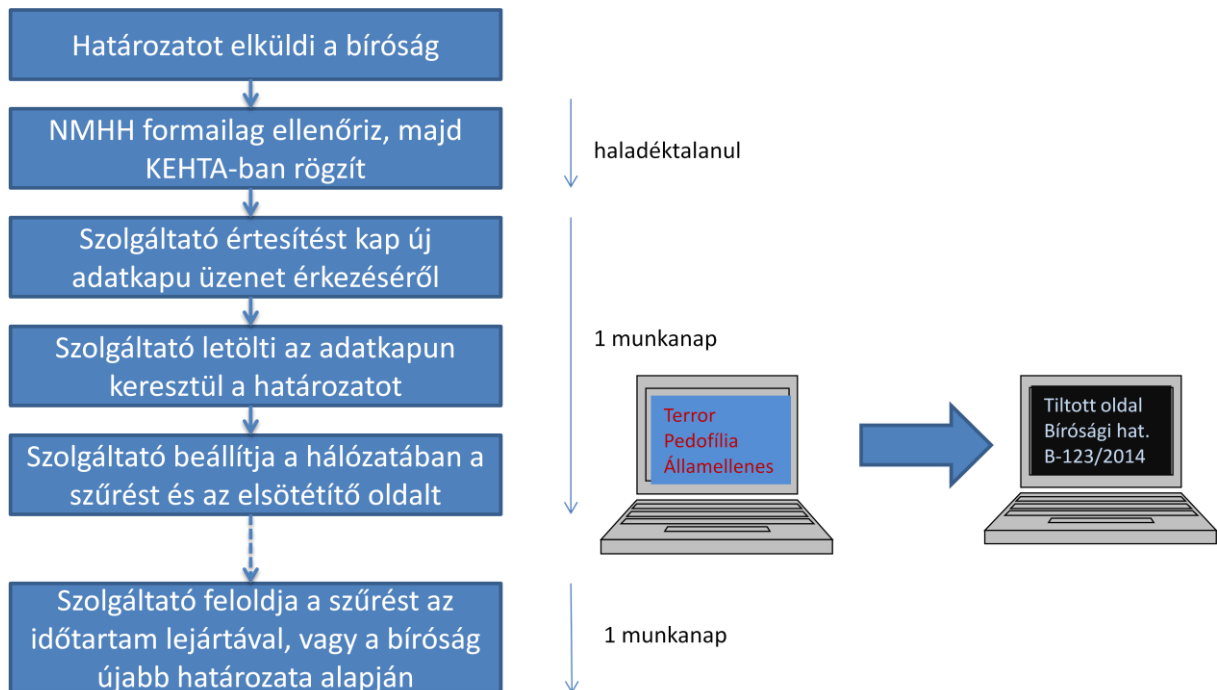 Határozatot elküldi a bíróság
NMHH formailag ellenőriz, majd
KEHTA-ban rögzít
haladéktalanul
Szolgáltató értesítést kap új
adatkapu üzenet érkezéséről
Szolgáltató letölti az adatkapun
keresztül a határozatot
Szolgáltató beállítja a hálózatában a
szűrést és az elsötétítő oldalt
1 munkanap
Terror
Pedofília
Államellenes
Tiltott oldal
Bírósági hat.
B-123/2014
Szolgáltató feloldja a szűrést az
időtartam lejártával, vagy a bíróság
újabb határozata alapján
1 munkanap